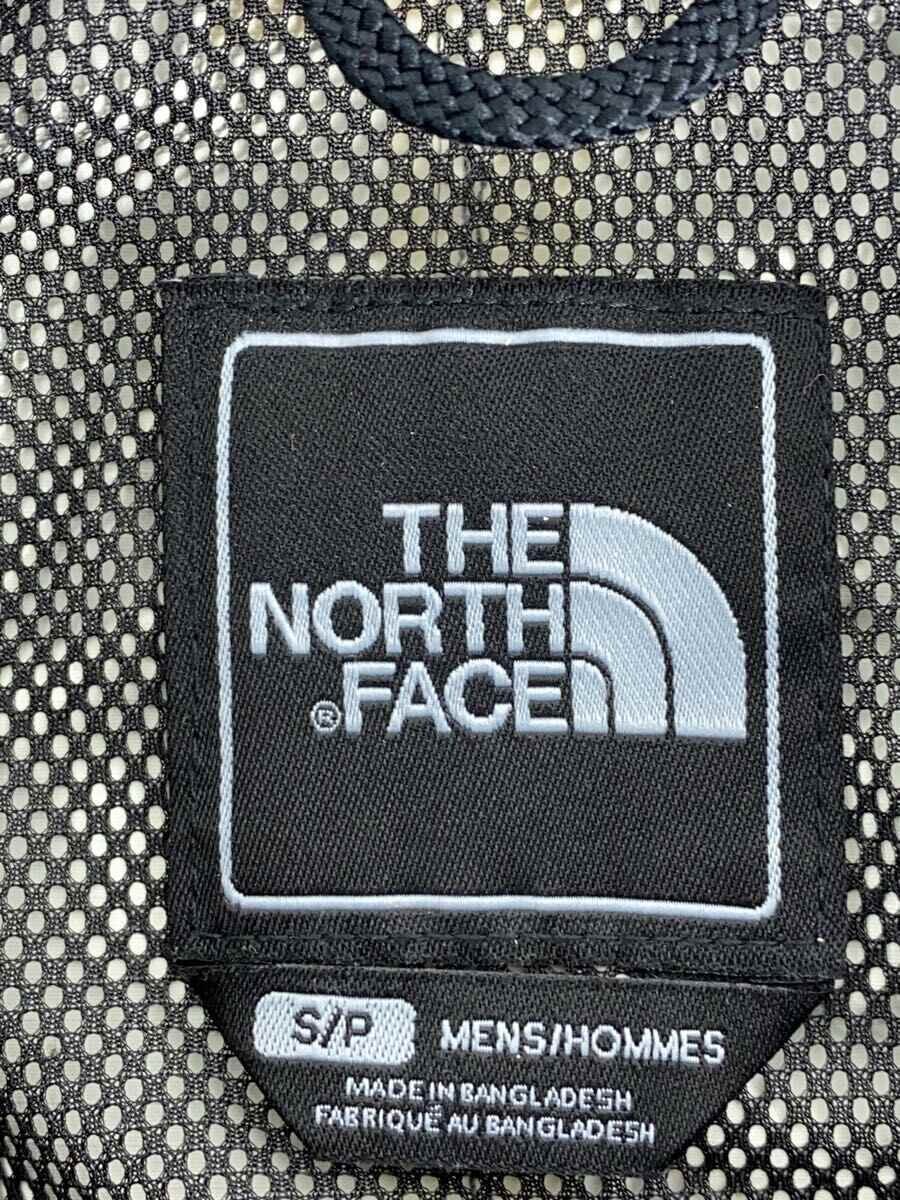 THE
NORTH
®FACE
S/P MENS/HOMMES
MADE IN BANGLADESH
FABRIQUÉ AU BANGLADESH